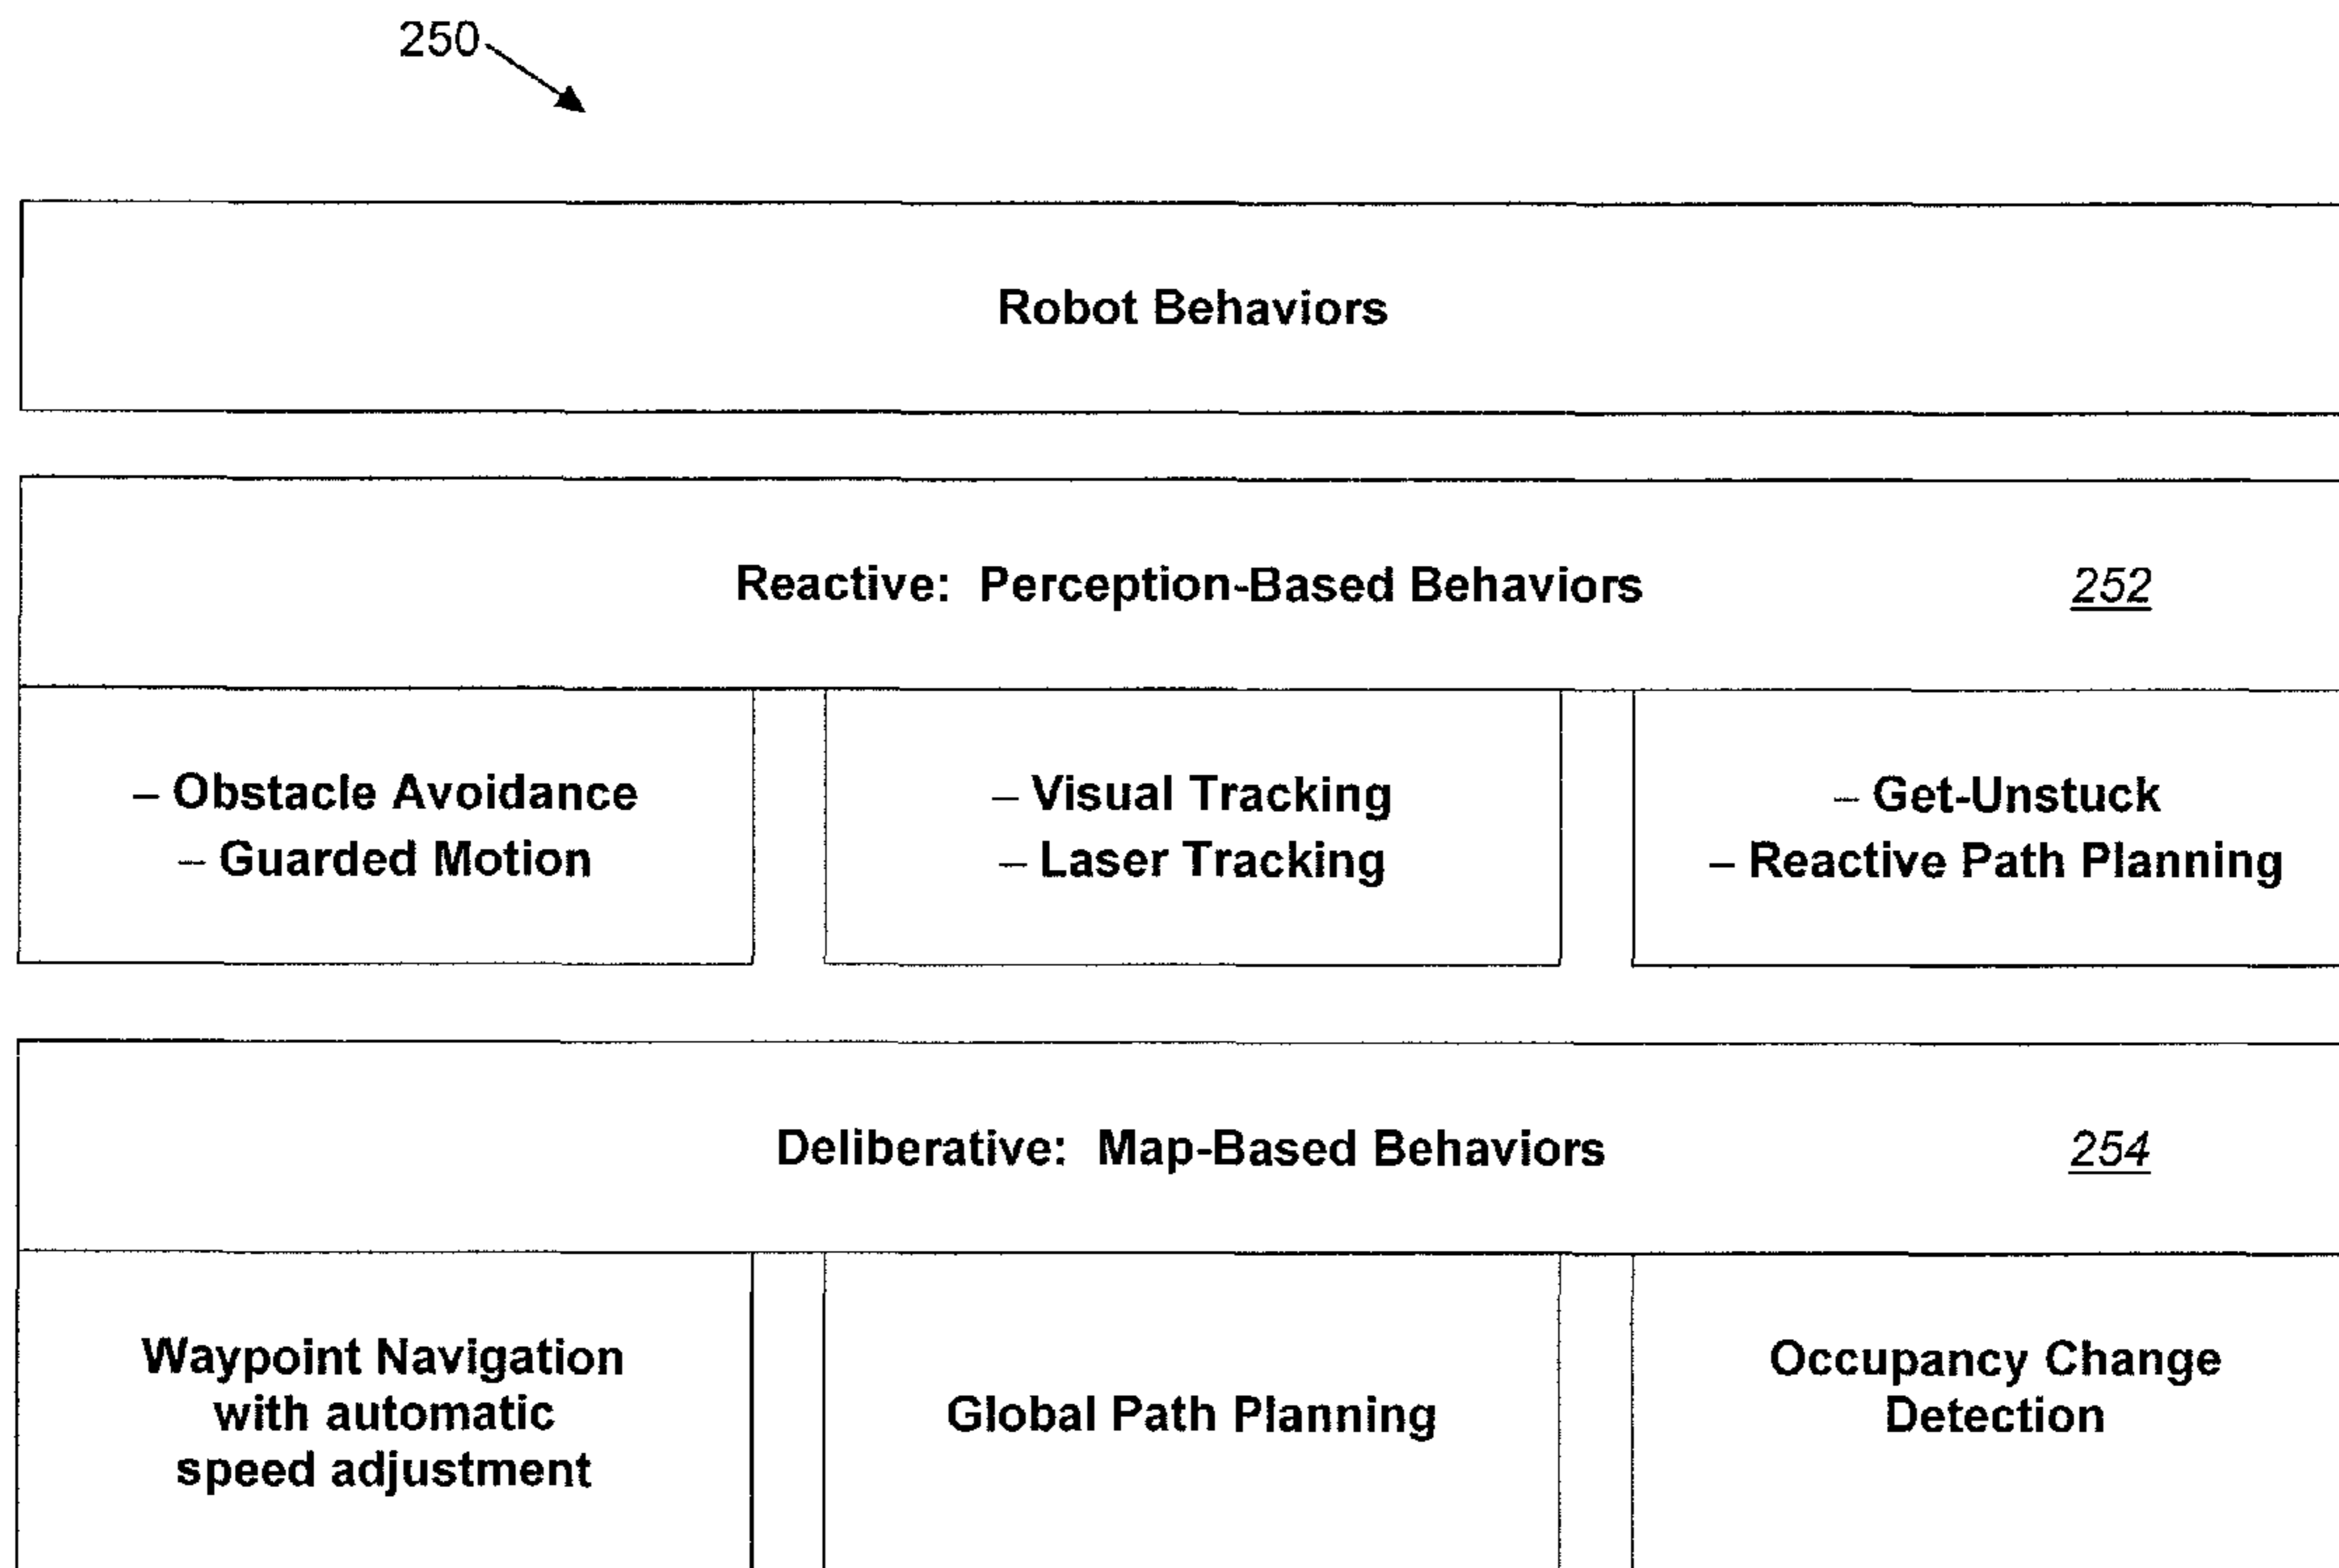 250
Robot Behaviors
Reactive: Perception-Based Behaviors 252
– Obstacle Avoidance
– Guarded Motion
– Visual Tracking
– Laser Tracking
– Get-Unstuck
– Reactive Path Planning
Deliberative: Map-Based Behaviors 254
Waypoint Navigation
with automatic
speed adjustment
Global Path Planning
Occupancy Change
Detection